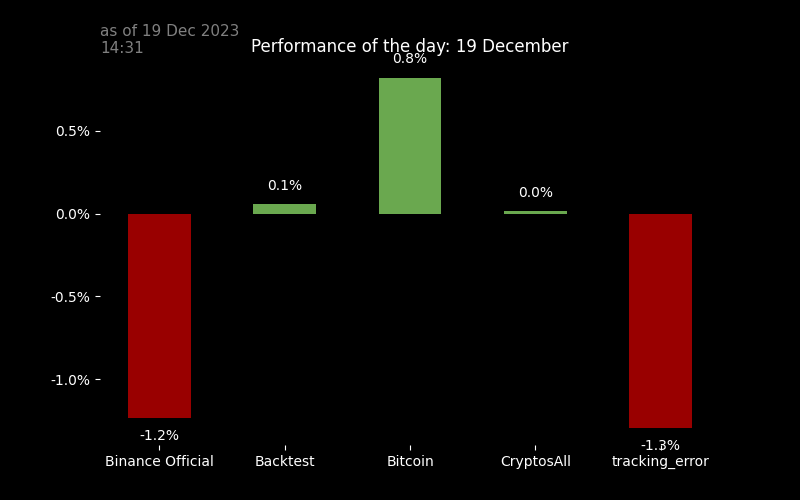 as of 19 Dec 2023
14:31
Performance of the day: 19 December
0.8%
0.5%
0.1%
0.0%
0.0%
-0.5%
-1.0%
-1.2%
-1.3%
Binance Official
Backtest
Bitcoin
CryptosAll
tracking_error